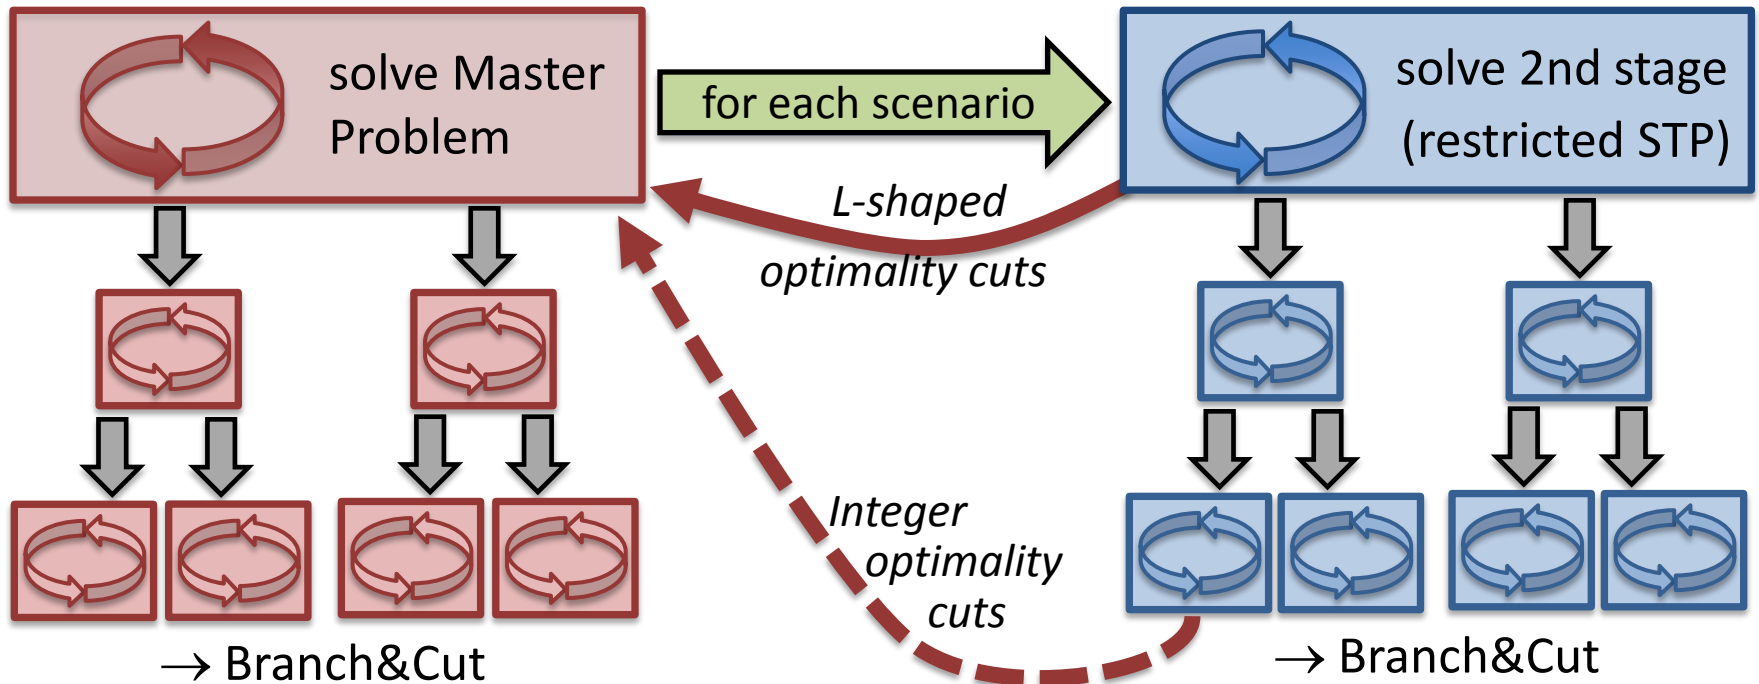 solve Master
Problem
for each scenario
solve 2nd stage
(restricted STP)
L-shaped
optimality cuts
Integer
optimality
cuts
→ Branch&Cut
→ Branch&Cut